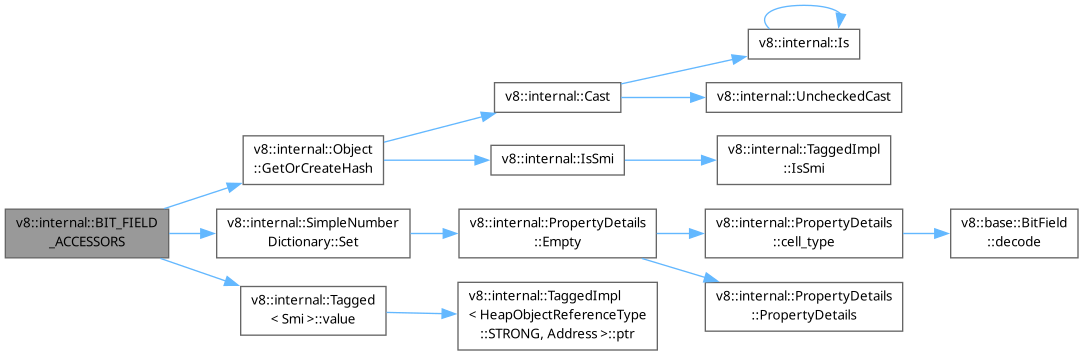 v8::internal::Is
v8::internal::Cast
v8::internal::UncheckedCast
v8::internal::Object
::GetOrCreateHash
v8::internal::IsSmi
v8::internal::TaggedImpl
::IsSmi
v8::internal::BIT_FIELD
_ACCESSORS
v8::internal::SimpleNumber
Dictionary::Set
v8::internal::PropertyDetails
::Empty
v8::internal::PropertyDetails
::cell_type
v8::base::BitField
::decode
v8::internal::Tagged
< Smi >::value
v8::internal::TaggedImpl
< HeapObjectReferenceType
::STRONG, Address >::ptr
v8::internal::PropertyDetails
::PropertyDetails